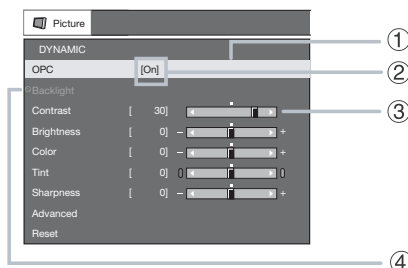 Picture
DYNAMIC
OPC [On]
Backlight
Contrast [ 30]
Brightness [ 0] – +
Color [ 0] – +
Tint [ 0]
Sharpness [ 0] – +
Advanced
Reset
①
②
③
④